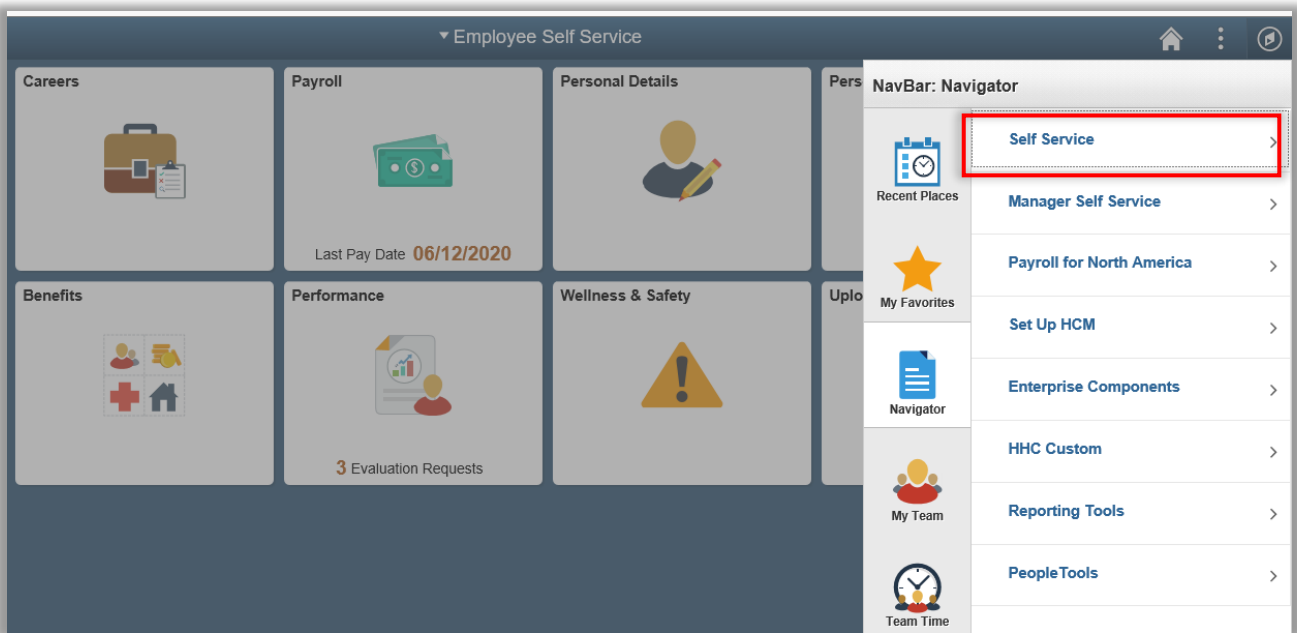 Employee Self Service
Careers
Payroll
Last Pay Date 06/12/2020
Personal Details
Pers
Benefits
Performance
3 Evaluation Requests
Wellness & Safety
Uplo
NavBar: Navigator
Recent Places
My Favorites
Navigator
My Team
Team Time
Self Service
Manager Self Service
Payroll for North America
Set Up HCM
Enterprise Components
HHC Custom
Reporting Tools
PeopleTools